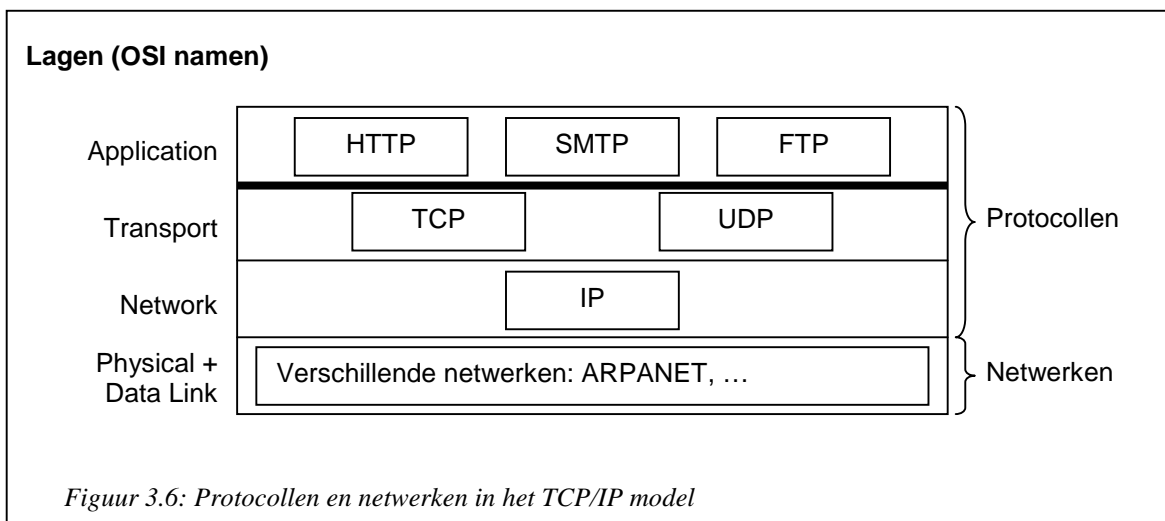 Lagen (OSI namen)
Application
HTTP
SMTP
FTP
Transport
TCP
UDP
Protocollen
Network
IP
Physical +
Data Link
Verschillende netwerken: ARPANET, …
Netwerken
Figuur 3.6: Protocollen en netwerken in het TCP/IP model